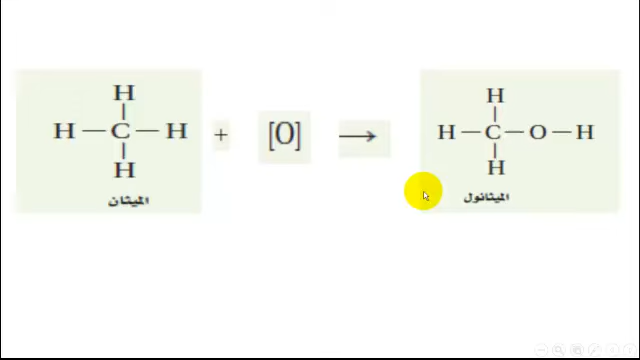 H
H — C — H + [O] → H — C — O — H
H
الميثان
H
H
الميثانول